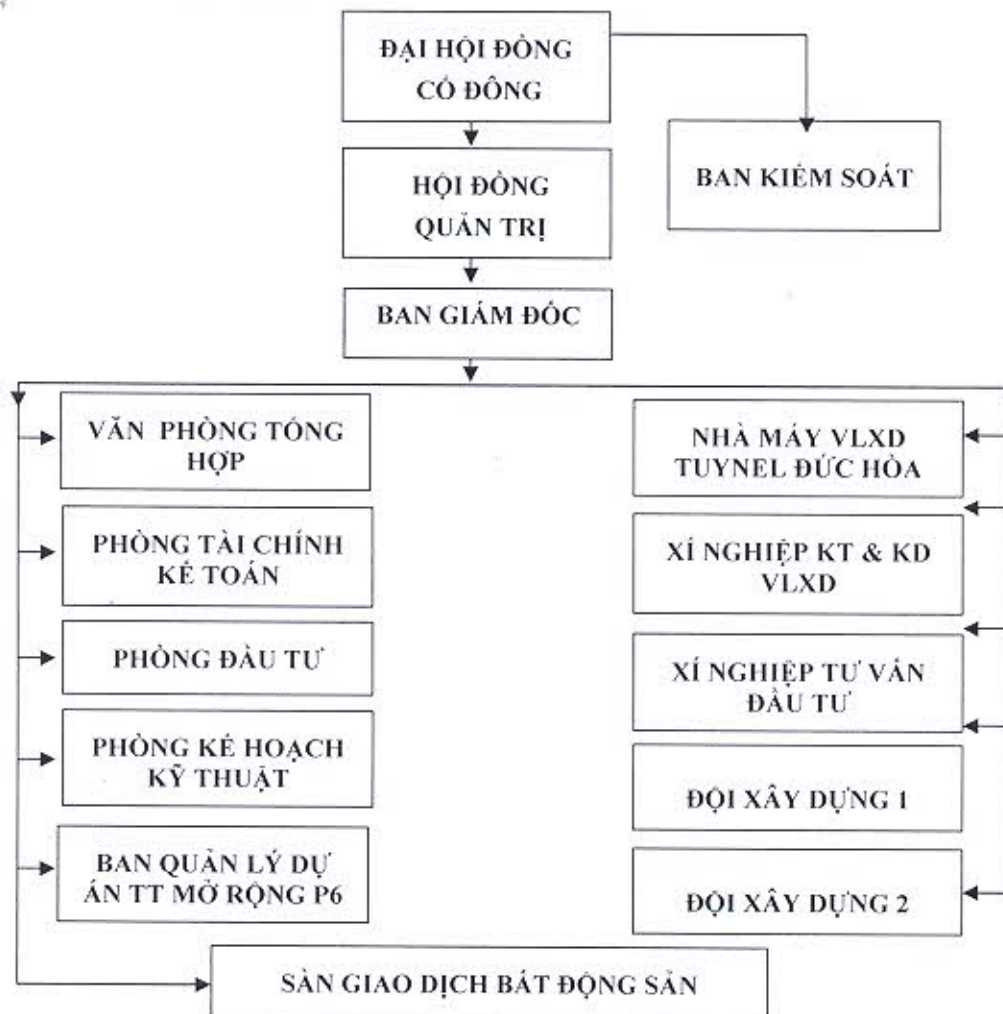 ĐẠI HỘI ĐỒNG
CỔ ĐÔNG
BAN KIỂM SOÁT
HỘI ĐỒNG
QUẢN TRỊ
BAN GIÁM ĐỐC
VĂN PHÒNG TỔNG
HỢP
PHÒNG TÀI CHÍNH
KẾ TOÁN
PHÒNG ĐẦU TƯ
PHÒNG KẾ HOẠCH
KỸ THUẬT
BAN QUẢN LÝ DỰ
ÁN TT MỞ RỘNG P6
NHÀ MÁY VLXD
TUYNEL ĐỨC HÒA
XÍ NGHIỆP KT & KD
VLXD
XÍ NGHIỆP TƯ VẤN
ĐẦU TƯ
ĐỘI XÂY DỰNG 1
ĐỘI XÂY DỰNG 2
SÀN GIAO DỊCH BẤT ĐỘNG SẢN